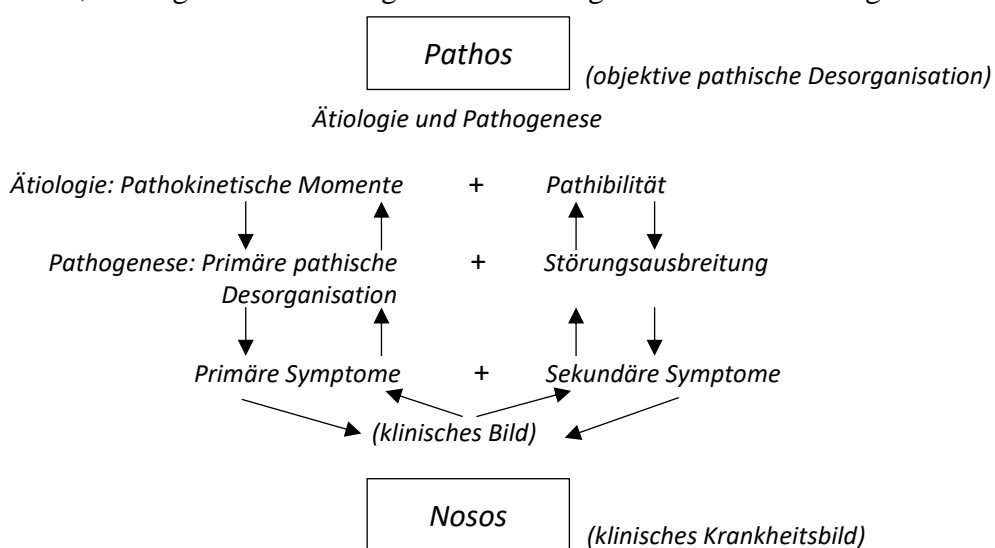 Pathos
(objektive pathische Desorganisation)
Ätiologie und Pathogenese
Ätiologie: Pathokinetische Momente + Pathibilität
Pathogenese: Primäre pathische + Störungsausbreitung
Desorganisation
Primäre Symptome + Sekundäre Symptome
(klinisches Bild)
Nosos
(klinisches Krankheitsbild)